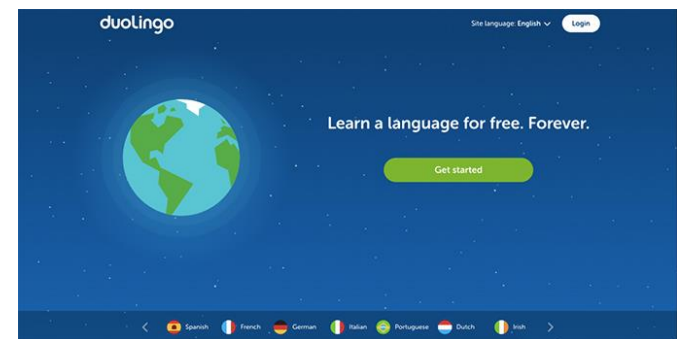 duolingo
Site language: English
Login
Learn a language for free. Forever.
Get started
Spanish French German Italian Portuguese Dutch Irish